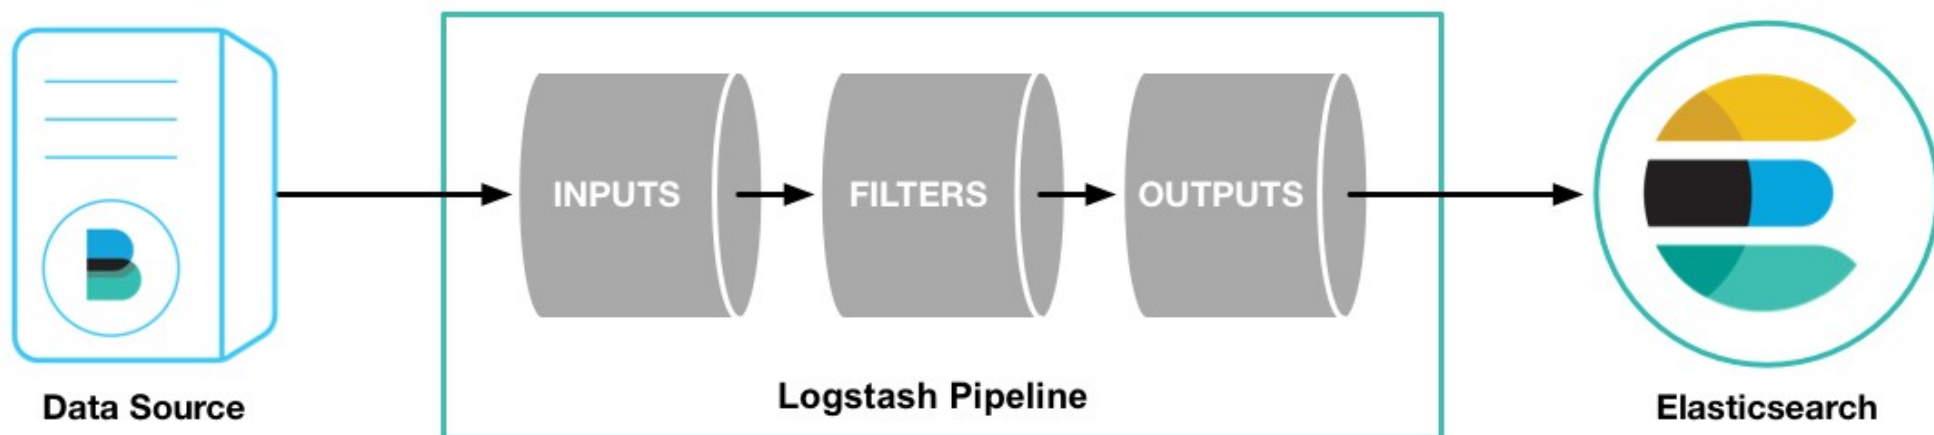 INPUTS
FILTERS
OUTPUTS
Data Source
Logstash Pipeline
Elasticsearch